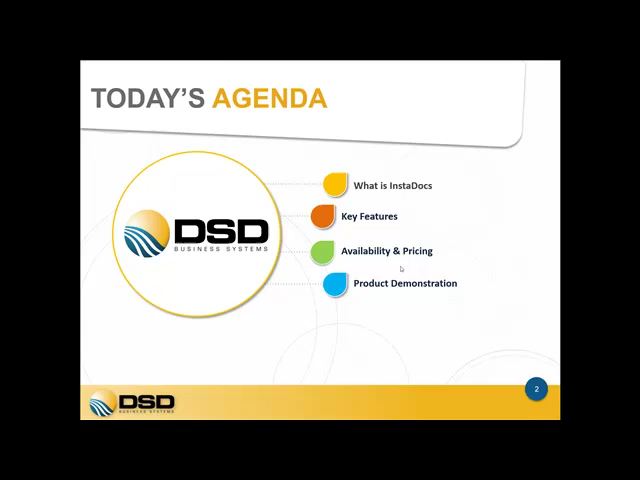 TODAY'S AGENDA
What is InstaDocs
Key Features
DSD
BUSINESS SYSTEMS
Availability & Pricing
Product Demonstration
2
DSD
BUSINESS SYSTEMS